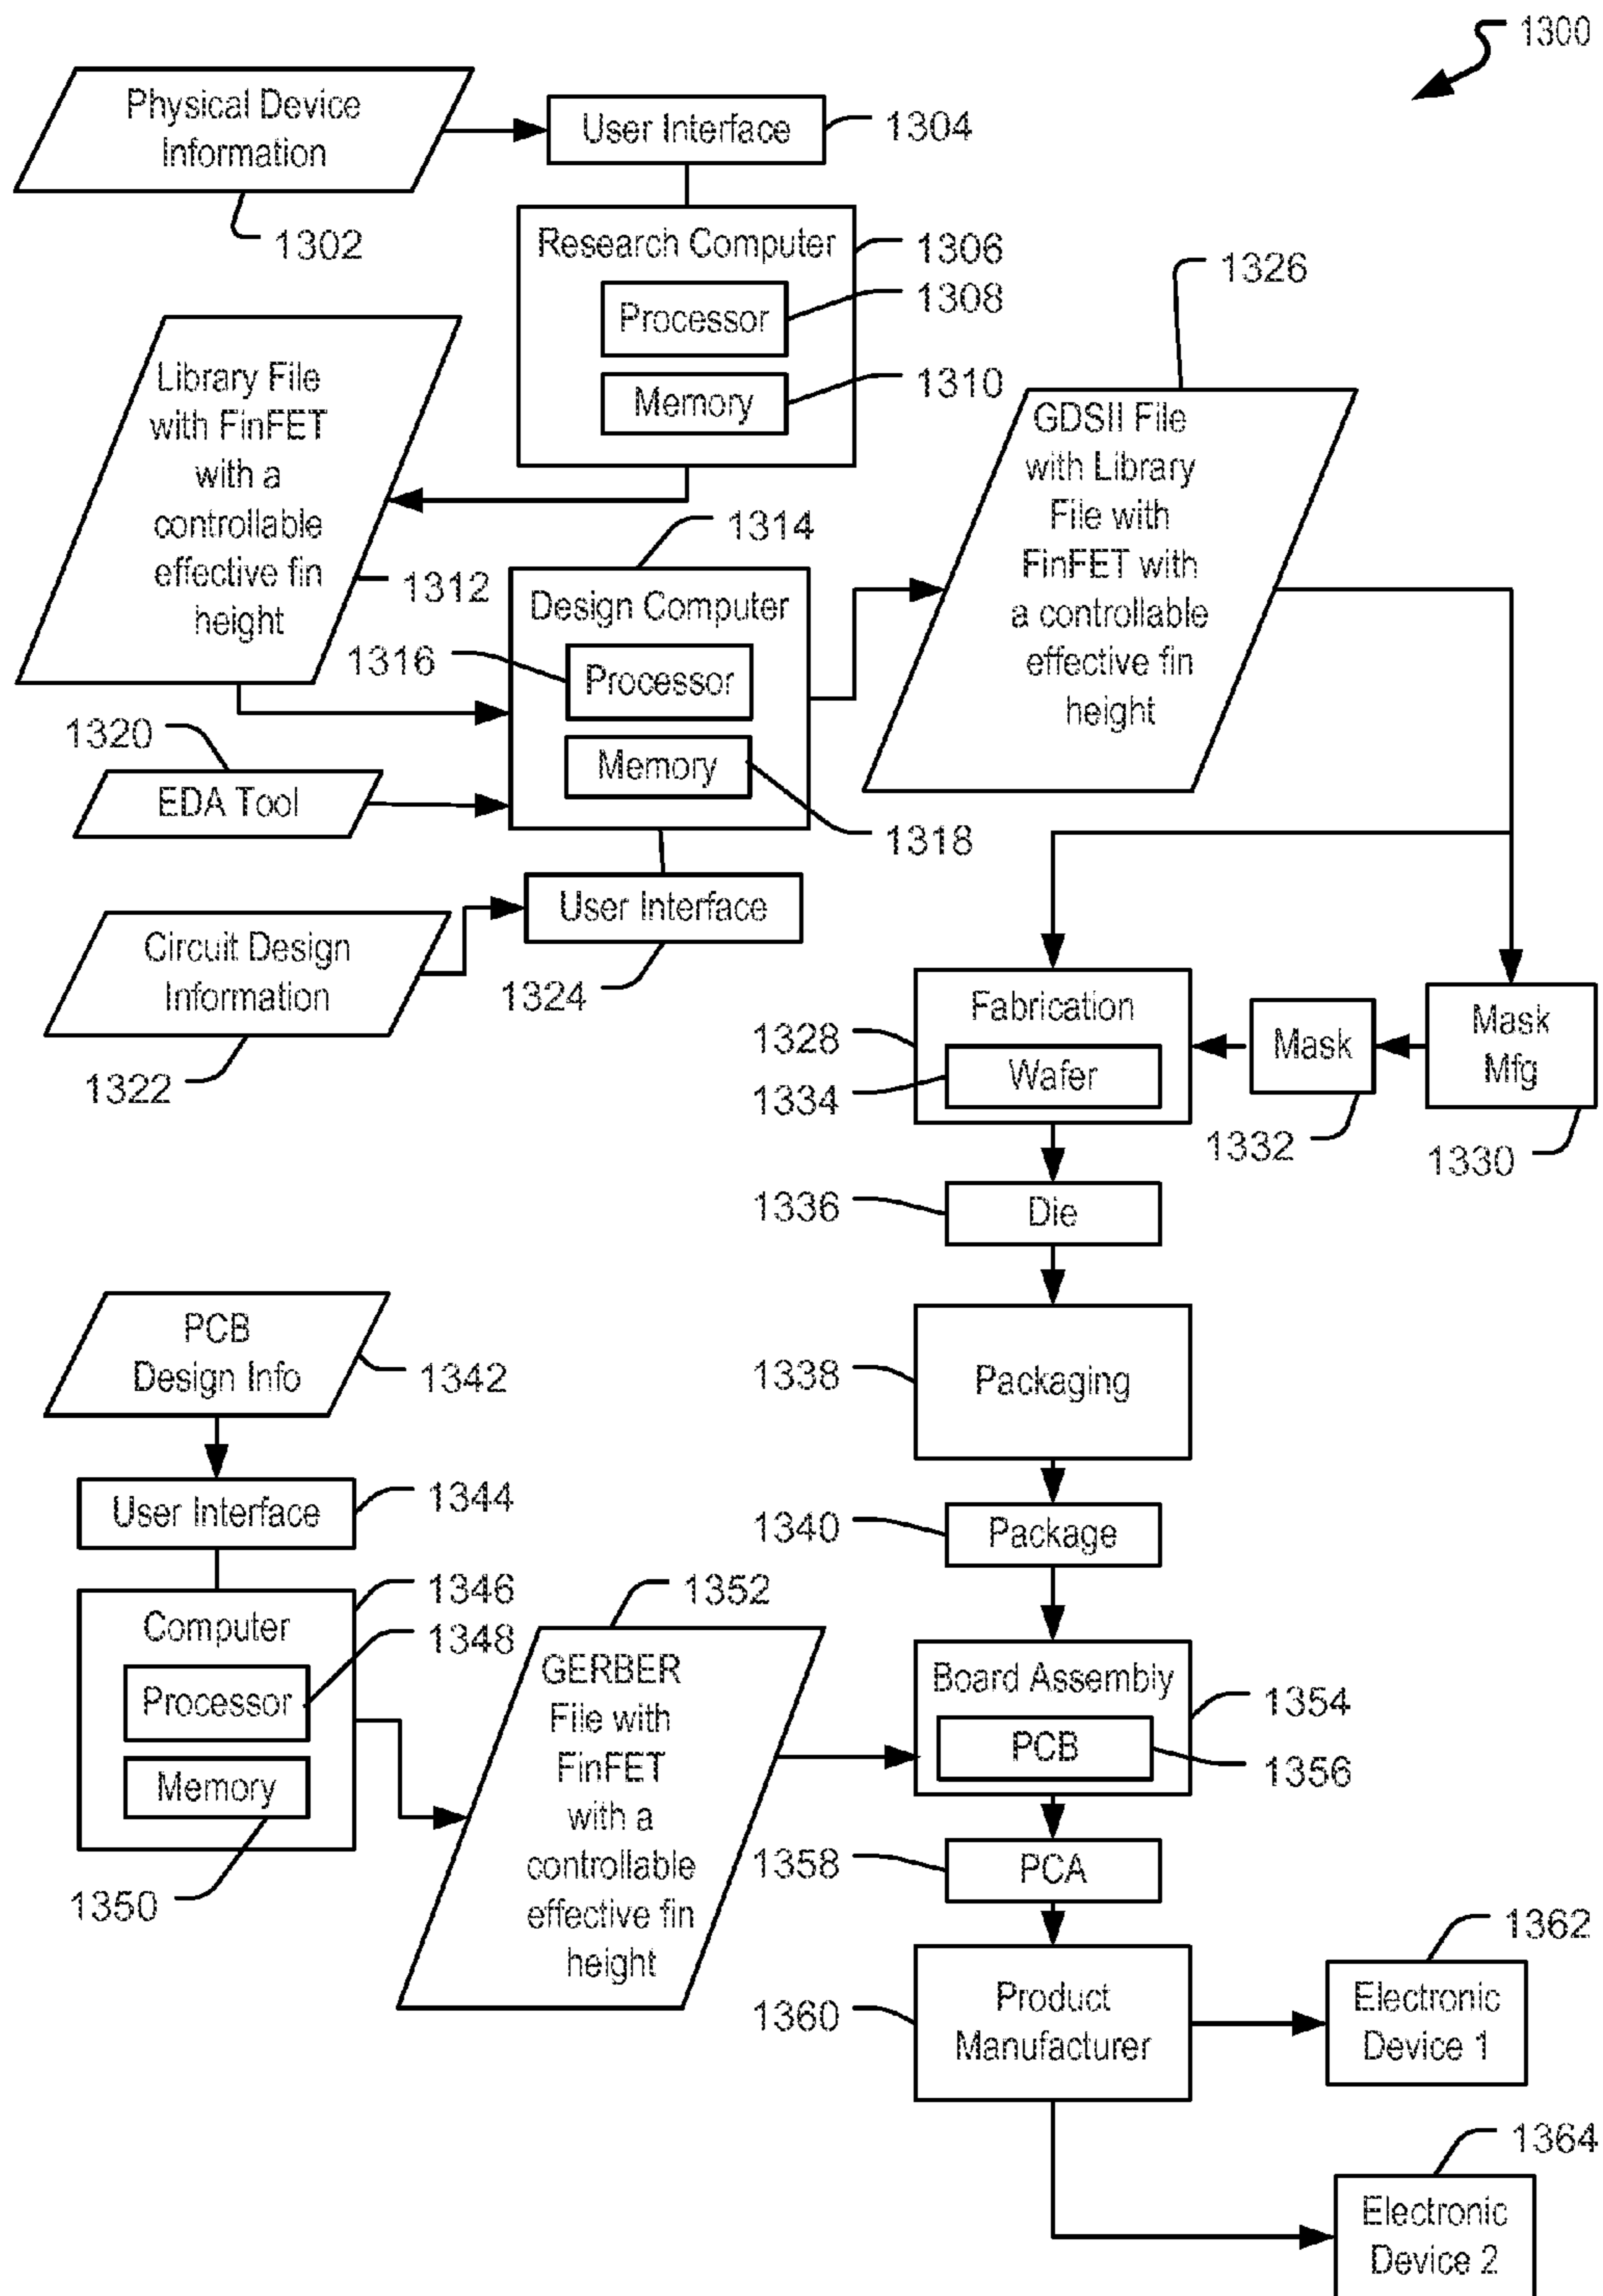 1300
Physical Device
Information
1302
User Interface
1304
Research Computer
1306
Processor
1308
Memory
1310
Library File
with FinFET
with a
controllable
effective fin
height
1312
1314
Design Computer
1316
Processor
Memory
1318
1320
EDA Tool
Circuit Design
Information
1322
User Interface
1324
1326
GDSII File
with Library
File with
FinFET with
a controllable
effective fin
height
Fabrication
1328
Wafer
1334
Mask
1332
Mask
Mfg
1330
1336
Die
1338
Packaging
1340
Package
PCB
Design Info
1342
User Interface
1344
Computer
1346
1348
Processor
Memory
1350
1352
GERBER
File with
FinFET
with a
controllable
effective fin
height
Board Assembly
1354
PCB
1356
1358
PCA
1360
Product
Manufacturer
1362
Electronic
Device 1
1364
Electronic
Device 2